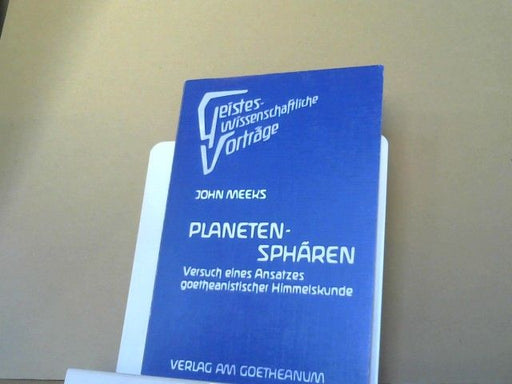 Geistes-
Wissenschaftliche
Vorträge
JOHN MEEKS
PLANETEN-
SPHÄREN
Versuch eines Ansatzes
goetheanistischer Himmelskunde
VERLAG AM GOETHEANUM